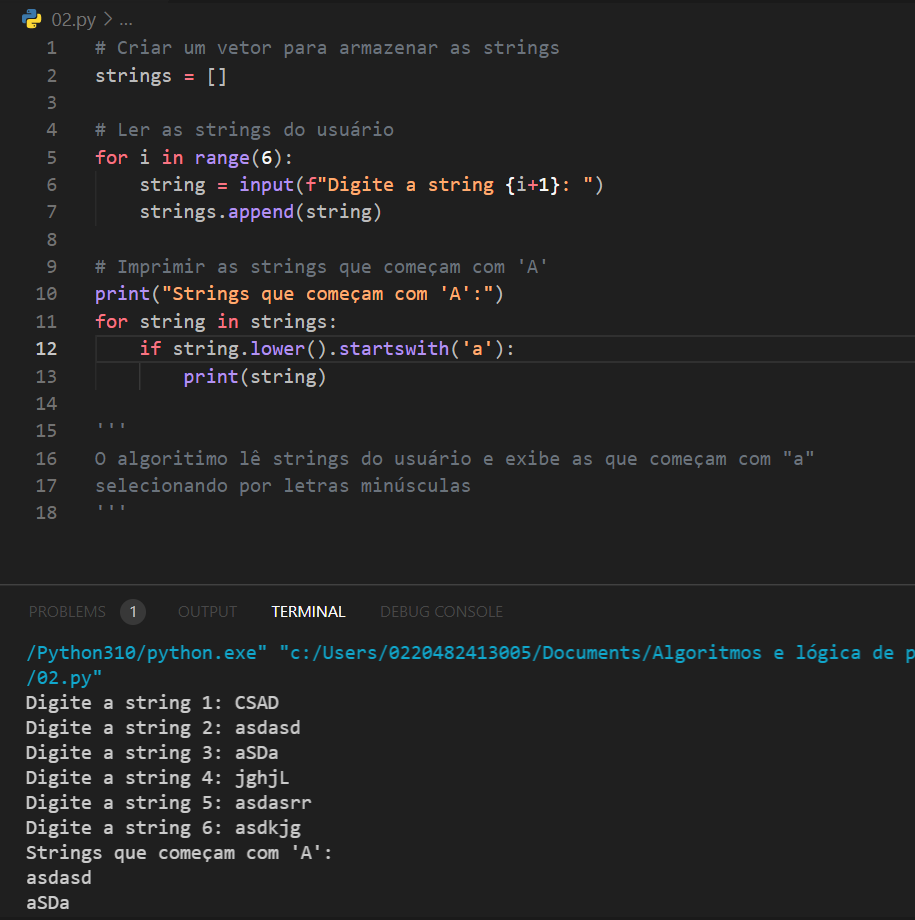 02.py > ...
1 # Criar um vetor para armazenar as strings
2 strings = []
3
4 # Ler as strings do usuário
5 for i in range(6):
6 string = input(f"Digite a string {i+1}: ")
7 strings.append(string)
8
9 # Imprimir as strings que começam com 'A'
10 print("Strings que começam com 'A':")
11 for string in strings:
12 if string.lower().startswith('a'):
13 print(string)
14
15 '''
16 O algoritimo lê strings do usuário e exibe as que começam com "a"
17 selecionando por letras minúsculas
18 '''
PROBLEMS 1 OUTPUT TERMINAL DEBUG CONSOLE
/Python310/python.exe" "c:/Users/0220482413005/Documents/Algoritmos e lógica de p
/02.py"
Digite a string 1: CSAD
Digite a string 2: asdasd
Digite a string 3: aSDa
Digite a string 4: jghjL
Digite a string 5: asdasrr
Digite a string 6: asdkjg
Strings que começam com 'A':
asdasd
aSDa